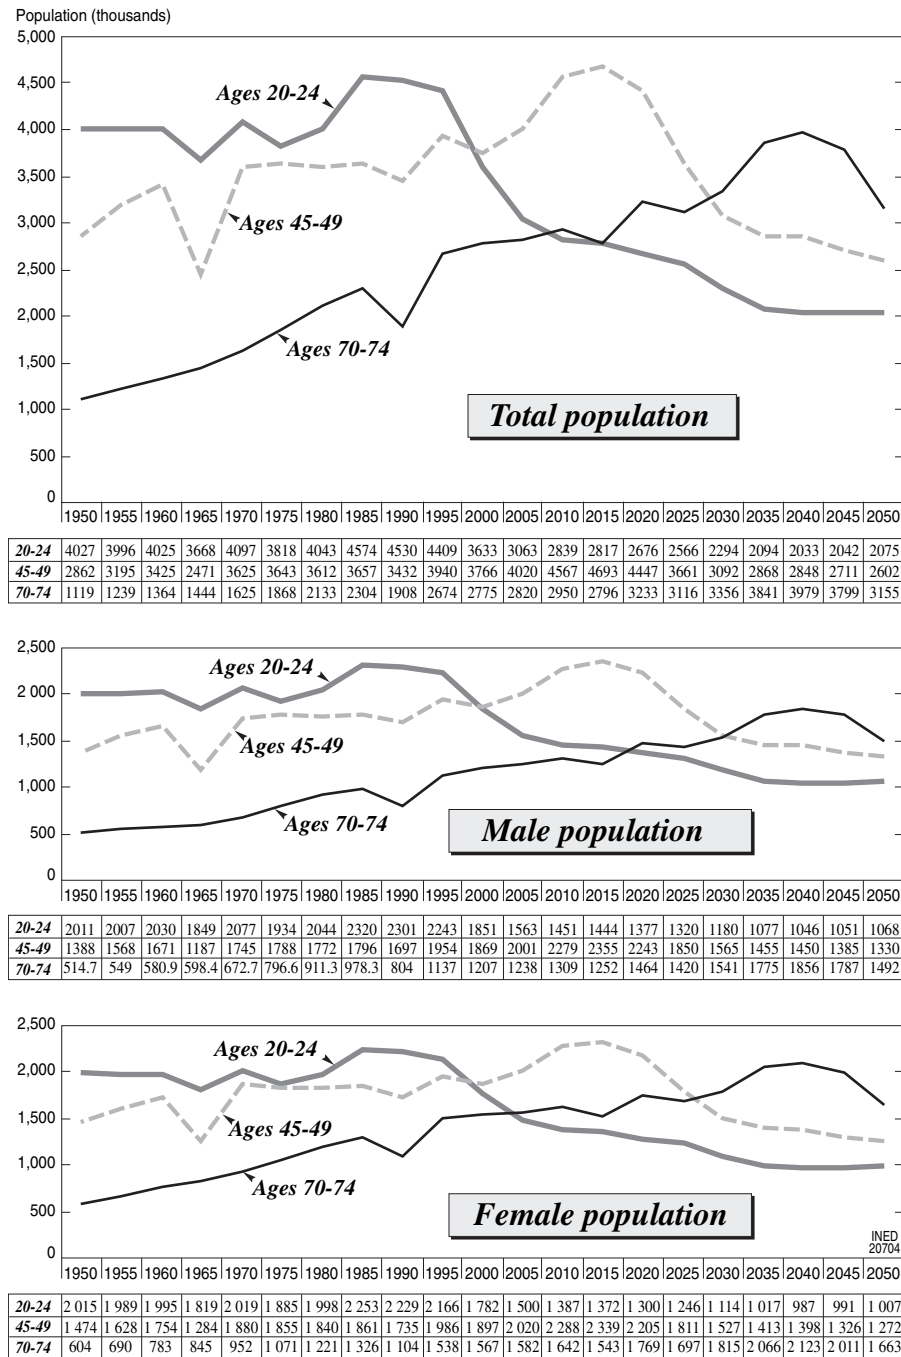 Population (thousands)
5,000
4,500
4,000
3,500
3,000
2,500
2,000
1,500
1,000
500
0
Ages 20-24
Ages 45-49
Ages 70-74
Total population
1950 1955 1960 1965 1970 1975 1980 1985 1990 1995 2000 2005 2010 2015 2020 2025 2030 2035 2040 2045 2050
20-24 4027 3996 4025 3668 4097 3818 4043 4574 4530 4409 3633 3063 2839 2817 2676 2566 2294 2094 2033 2042 2075
45-49 2862 3195 3425 2471 3625 3643 3612 3657 3432 3940 3766 4020 4567 4693 4447 3661 3092 2868 2848 2711 2602
70-74 1119 1239 1364 1444 1625 1868 2133 2304 1908 2674 2775 2820 2950 2796 3233 3116 3356 3841 3979 3799 3155
2,500
2 000
1,500
1,000
500
0
Ages 20-24
Ages 45-49
Ages 70-74
Male population
1950 1955 1960 1965 1970 1975 1980 1985 1990 1995 2000 2005 2010 2015 2020 2025 2030 2035 2040 2045 2050
20-24 2011 2007 2030 1849 2077 1934 2044 2320 2301 2243 1851 1563 1451 1444 1377 1320 1180 1077 1046 1051 1068
45-49 1388 1568 1671 1187 1745 1788 1772 1796 1697 1954 1869 2001 2279 2355 2243 1850 1565 1455 1450 1385 1330
70-74 514.7 549 580.9 598.4 672.7 796.6 911.3 978.3 804 1137 1207 1238 1309 1252 1464 1420 1541 1775 1856 1787 1492
2,500
2,000
1,500
1,000
500
0
Ages 20-24
Ages 45-49
Ages 70-74
Female population
INED
20704
1950 1955 1960 1965 1970 1975 1980 1985 1990 1995 2000 2005 2010 2015 2020 2025 2030 2035 2040 2045 2050
20-24 2 015 1 989 1 995 1 819 2 019 1 885 1 998 2 253 2 229 2 166 1 782 1 500 1 387 1 372 1 300 1 246 1 114 1 017 987 991 1 007
45-49 1 474 1 628 1 754 1 284 1 880 1 855 1 840 1 861 1 735 1 986 1 897 2 020 2 288 2 339 2 205 1 811 1 527 1 413 1 398 1 326 1 272
70-74 604 690 783 845 952 1 071 1 221 1 326 1 104 1 538 1 567 1 582 1 642 1 543 1 769 1 697 1 815 2 066 2 123 2 011 1 663